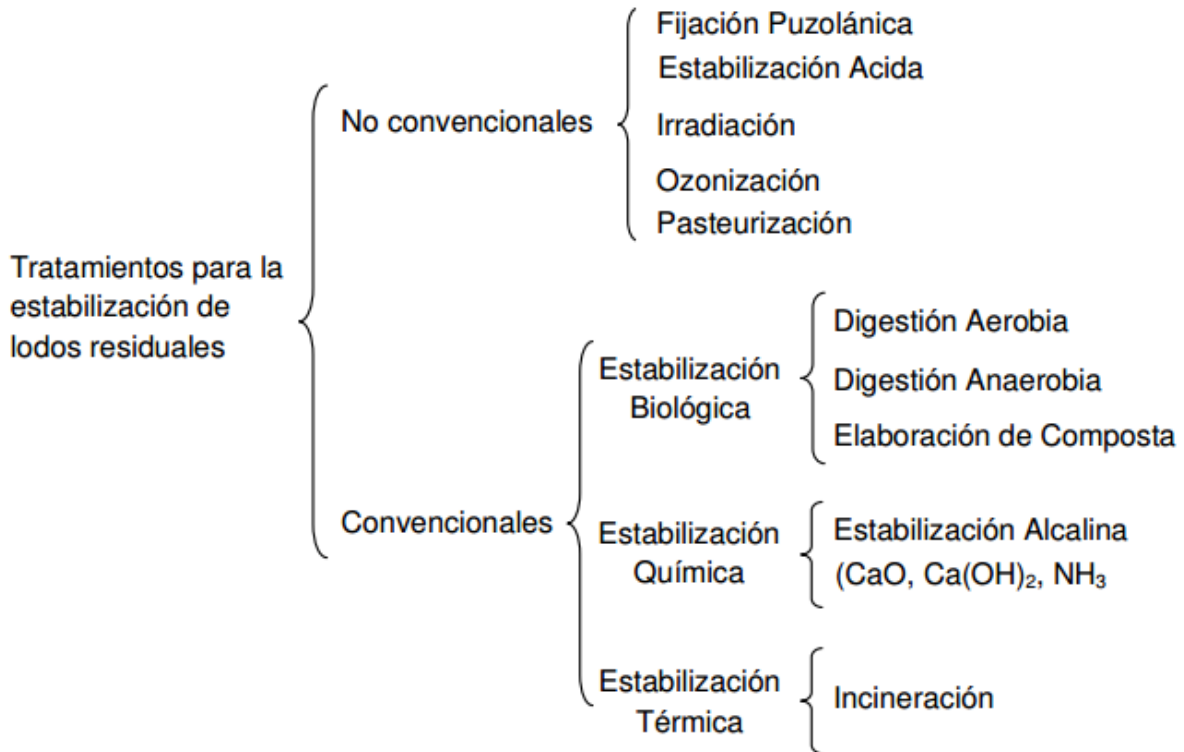 Tratamientos para la
estabilización de
lodos residuales
No convencionales
Fijación Puzolánica
Estabilización Acida
Irradiación
Ozonización
Pasteurización
Convencionales
Estabilización
Biológica
Digestión Aerobia
Digestión Anaerobia
Elaboración de Composta
Estabilización
Química
Estabilización Alcalina
(CaO, Ca(OH)₂, NH₃
Estabilización
Térmica
Incineración